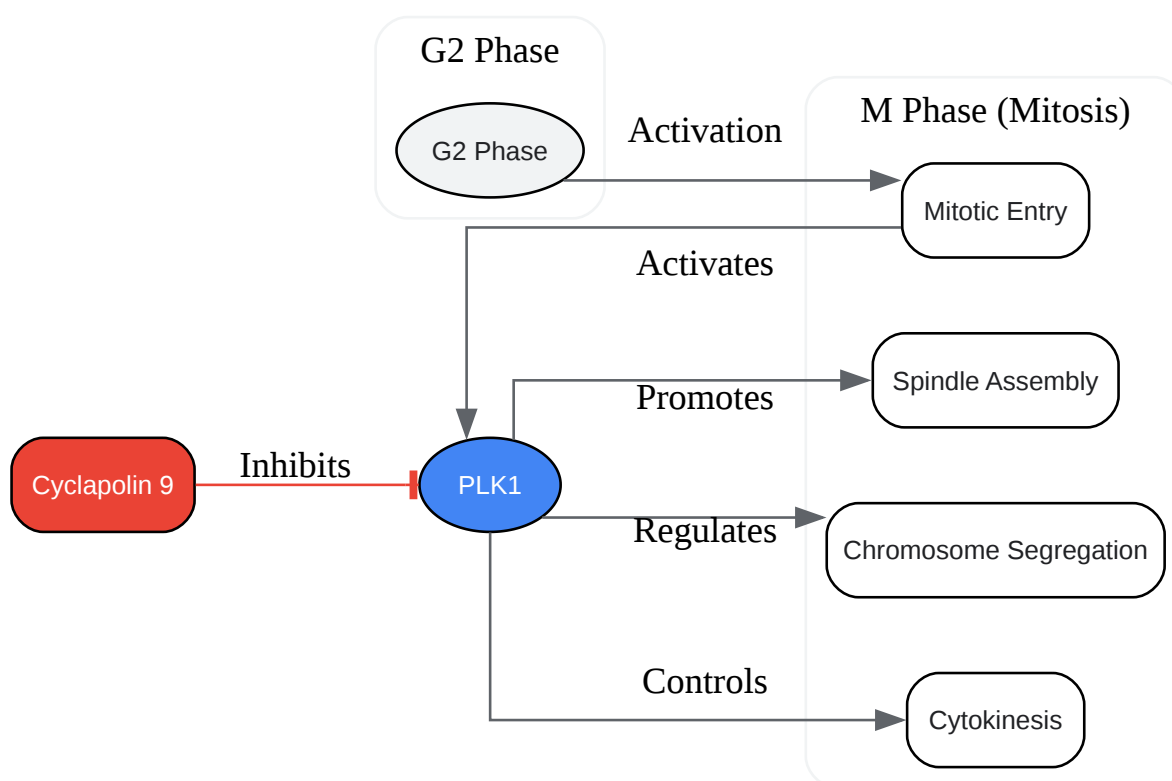 G2 Phase
G2 Phase
Activation
M Phase (Mitosis)
Mitotic Entry
Activates
Spindle Assembly
Promotes
Cyclapolin 9
Inhibits
PLK1
Regulates
Chromosome Segregation
Controls
Cytokinesis